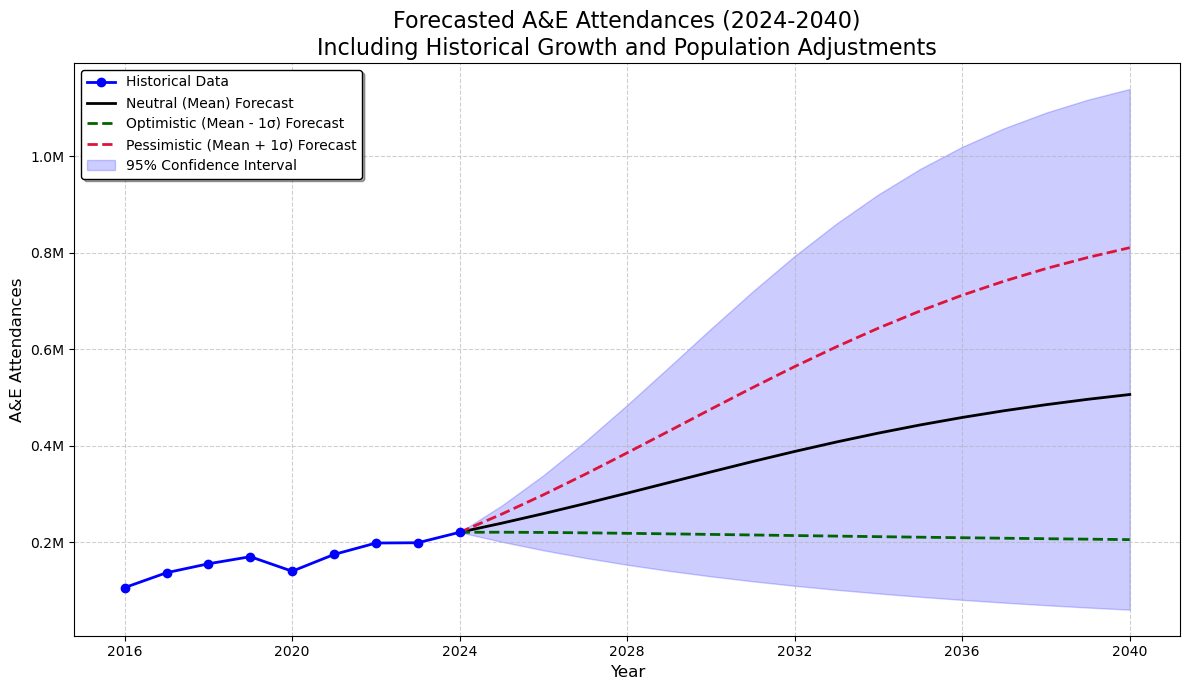 Forecasted A&E Attendances (2024-2040)
Including Historical Growth and Population Adjustments
Historical Data
Neutral (Mean) Forecast
Optimistic (Mean - 1σ) Forecast
Pessimistic (Mean + 1σ) Forecast
95% Confidence Interval
1.0M
0.8M
0.6M
0.4M
0.2M
A&E Attendances
2016
2020
2024
2028
2032
2036
2040
Year